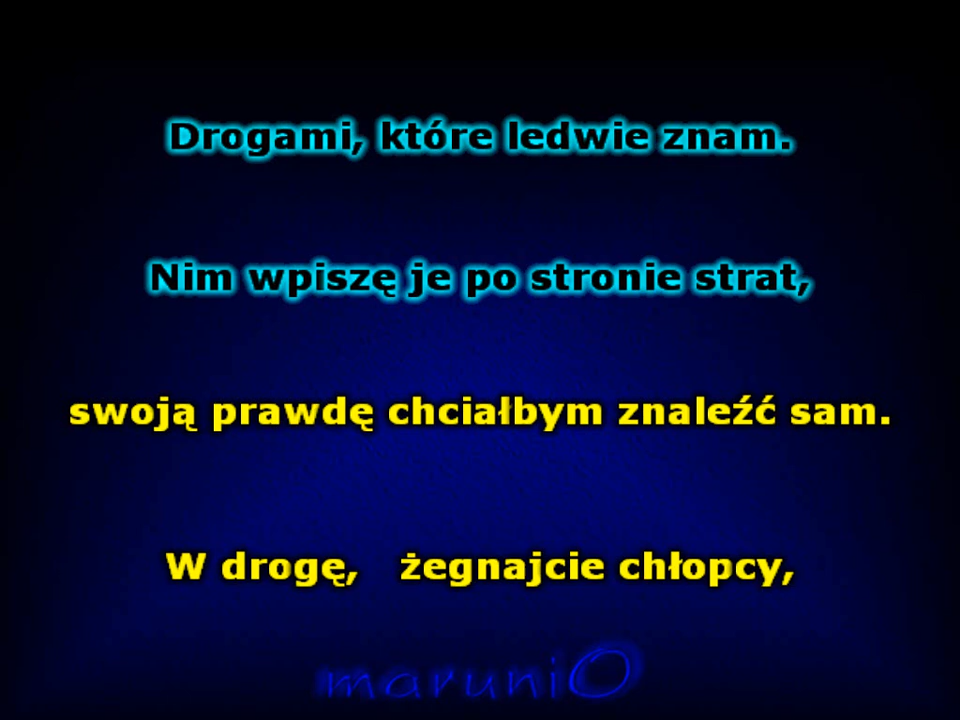 Drogami, które ledwie znam.
Nim wpiszę je po stronie strat,
swoją prawdę chciałbym znaleźć sam.
W drogę, żegnajcie chłopcy,
maruniO